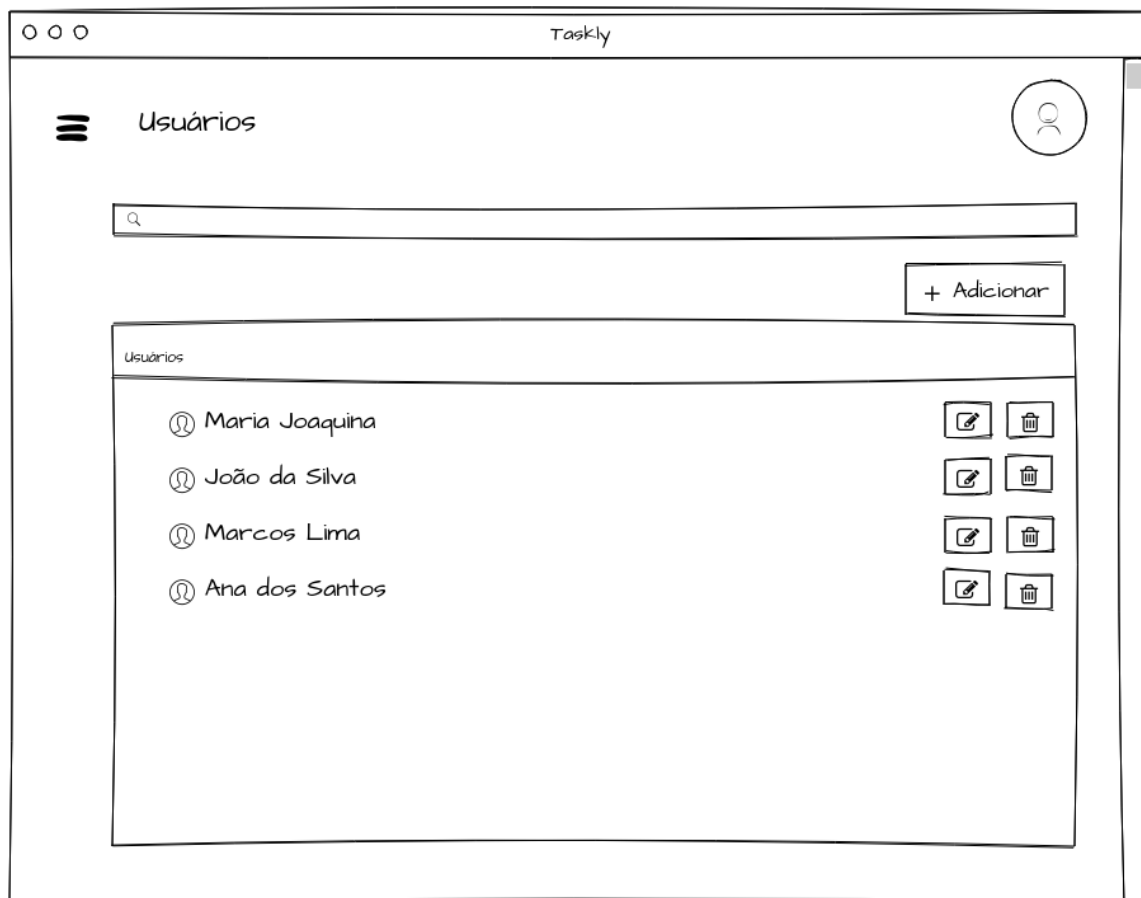 Taskly
Usuários
+ Adicionar
Usuários
Maria Joaquina
João da Silva
Marcos Lima
Ana dos Santos